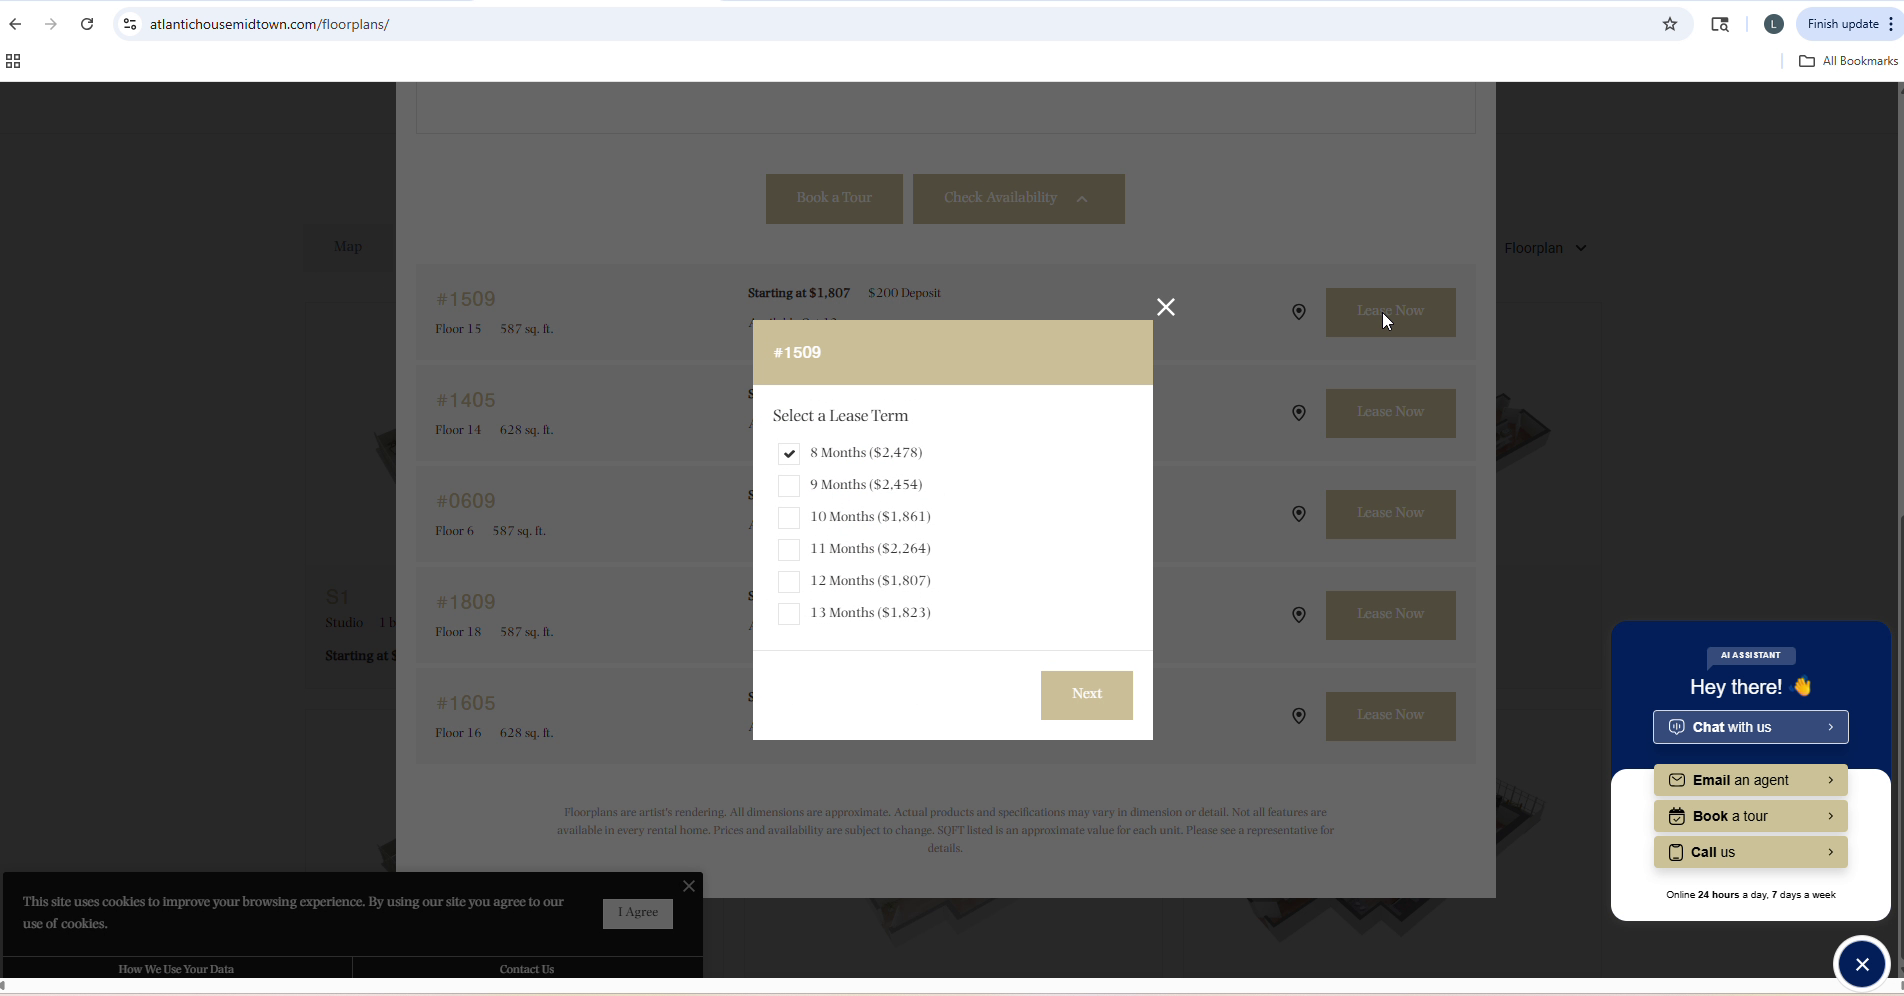 atlantichousemidtown.com/floorplans/
L
Finish update
All Bookmarks
Book a Tour
Check Availability
Map
Floorplan
#1509
Starting at $1,807 $200 Deposit
Floor 15 587 sq. ft.
Lease Now
#1405
Floor 14 628 sq. ft.
Lease Now
#0609
Floor 6 587 sq. ft.
Lease Now
#1809
Floor 18 587 sq. ft.
Lease Now
#1605
Floor 16 628 sq. ft.
Lease Now
S1
Studio
Starting at
#1509
Select a Lease Term
8 Months ($2,478)
9 Months ($2,454)
10 Months ($1,861)
11 Months ($2,264)
12 Months ($1,807)
13 Months ($1,823)
Next
Floorplans are artist's rendering. All dimensions are approximate. Actual products and specifications may vary in dimension or detail. Not all features are
available in every rental home. Prices and availability are subject to change. SQFT listed is an approximate value for each unit. Please see a representative for
details.
AI ASSISTANT
Hey there! 👋
Chat with us
Email an agent
Book a tour
Call us
Online 24 hours a day, 7 days a week
This site uses cookies to improve your browsing experience. By using our site you agree to our
use of cookies.
I Agree
How We Use Your Data
Contact Us